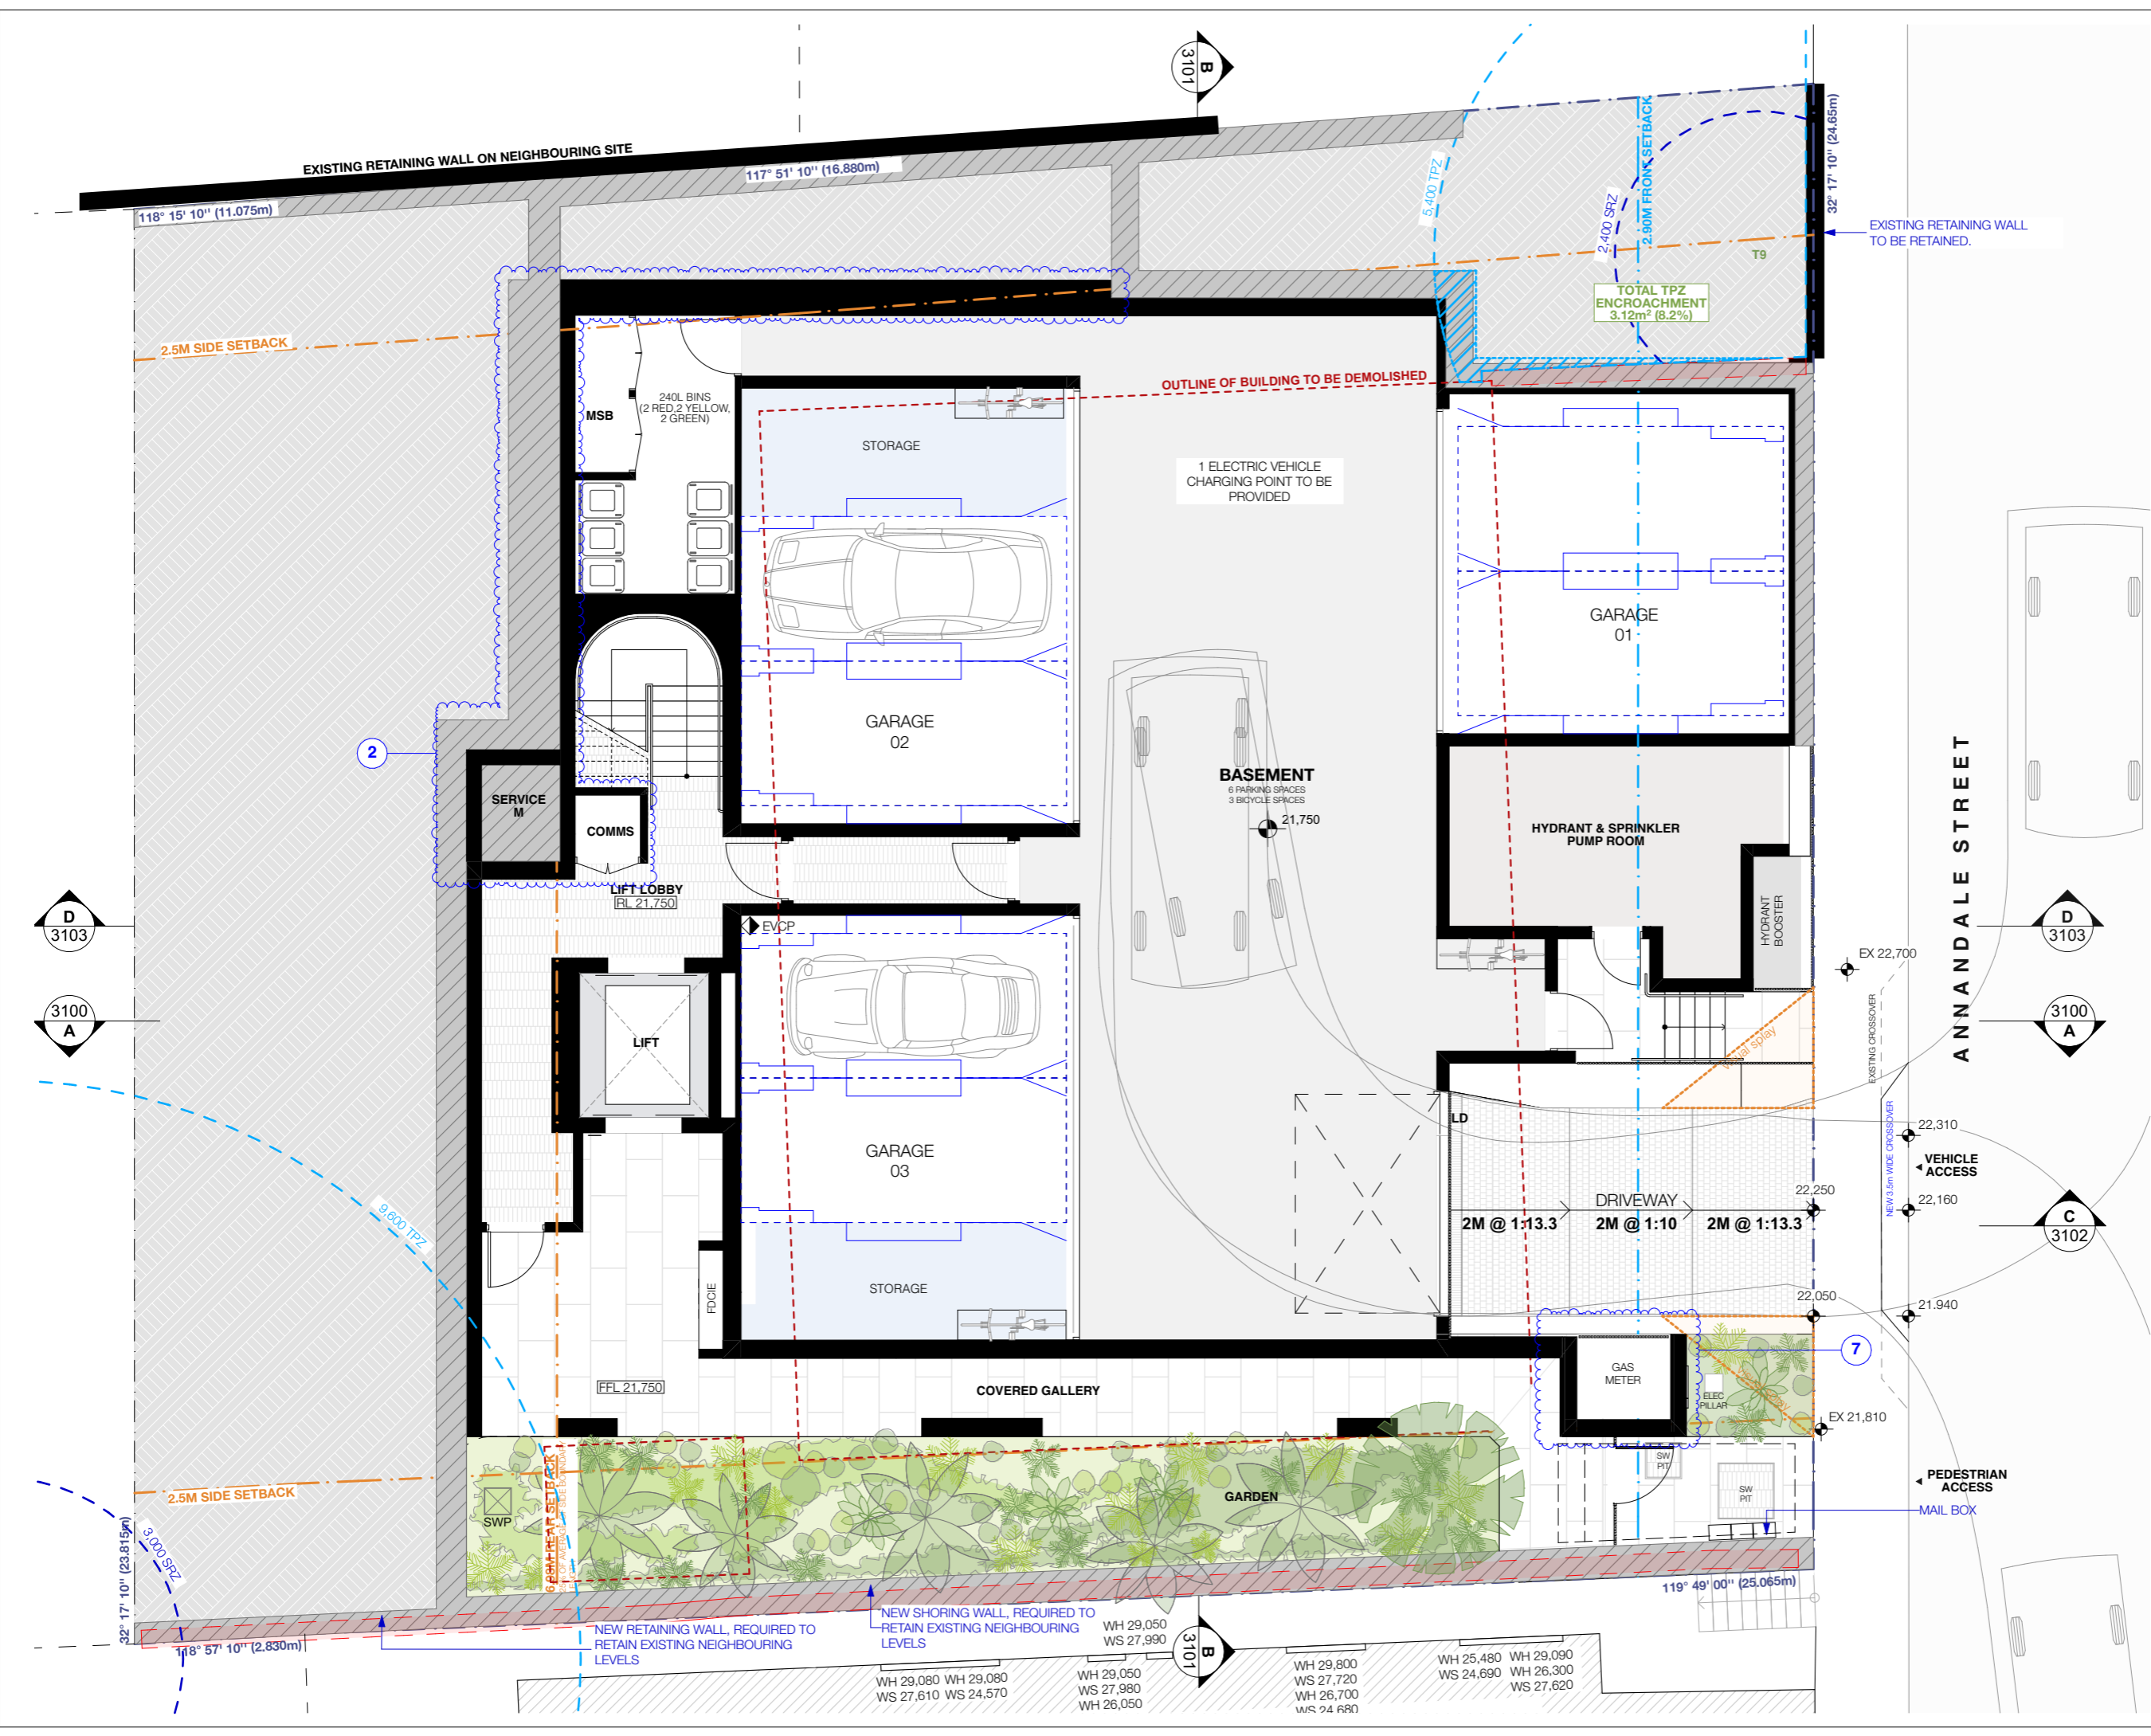 B
3101
EXISTING RETAINING WALL ON NEIGHBOURING SITE
117° 51' 10'' (16.880m)
118° 15' 10'' (11.075m)
5,400 TPZ
2,400 SRZ
2.90M FRONT SETBACK
32° 17' 10'' (24.65m)
EXISTING RETAINING WALL
TO BE RETAINED.
T9
TOTAL TPZ
ENCROACHMENT
3.12m² (8.2%)
2.5M SIDE SETBACK
OUTLINE OF BUILDING TO BE DEMOLISHED
MSB
240L BINS
(2 RED,2 YELLOW,
2 GREEN)
STORAGE
1 ELECTRIC VEHICLE
CHARGING POINT TO BE
PROVIDED
GARAGE
01
GARAGE
02
2
BASEMENT
6 PARKING SPACES
3 BICYCLE SPACES
21,750
SERVICE
M
COMMS
HYDRANT & SPRINKLER
PUMP ROOM
ANNANDALE STREET
LIFT LOBBY
RL 21,750
EVCP
HYDRANT
BOOSTER
D
3103
D
3103
EX 22,700
3100
A
3100
A
LIFT
EXISTING CROSSOVER
Visual splay
LD
22,310
NEW 3.5m WIDE CROSSOVER
VEHICLE
ACCESS
GARAGE
03
DRIVEWAY
22,250
22,160
2M @ 1:13.3
2M @ 1:10
2M @ 1:13.3
C
3102
9,600 TPZ
STORAGE
FDCIE
22,050
21.940
7
GAS
METER
ELEC
PILLAR
FFL 21,750
COVERED GALLERY
EX 21,810
SW
PIT
SW
PIT
PEDESTRIAN
ACCESS
MAIL BOX
2.5M SIDE SETBACK
GARDEN
SWP
3,000 SRZ
32° 17' 10'' (23.815m)
118° 57' 10'' (2.830m)
119° 49' 00'' (25.065m)
NEW RETAINING WALL, REQUIRED TO
RETAIN EXISTING NEIGHBOURING
LEVELS
NEW SHORING WALL, REQUIRED TO
RETAIN EXISTING NEIGHBOURING
LEVELS
WH 29,050
WS 27,990
B
3101
WH 29,080 WH 29,080
WS 27,610 WS 24,570
WH 29,050
WS 27,980
WH 26,050
WH 29,800
WS 27,720
WH 26,700
WS 24,680
WH 25,480 WH 29,090
WS 24,690 WH 26,300
WS 27,620